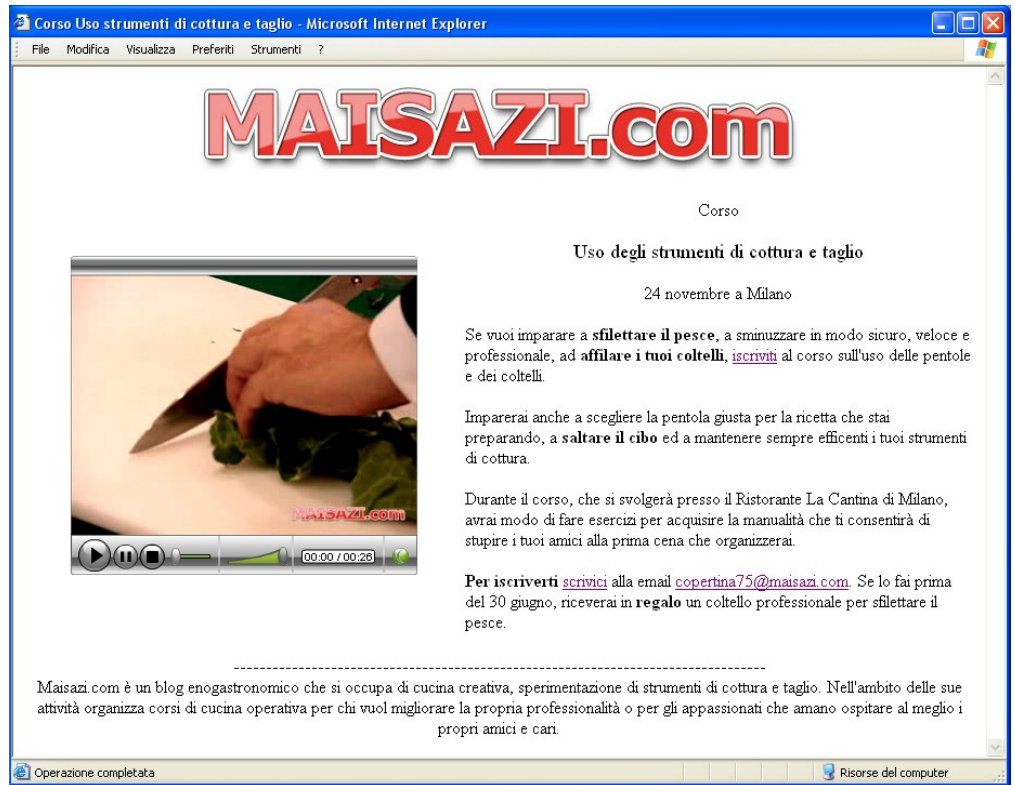 Corso Uso strumenti di cottura e taglio - Microsoft Internet Explorer
File Modifica Visualizza Preferiti Strumenti ?
MAISAZI.com
Corso
Uso degli strumenti di cottura e taglio
24 novembre a Milano
Se vuoi imparare a sfilettare il pesce, a sminuzzare in modo sicuro, veloce e
professionale, ad affilare i tuoi coltelli, iscriviti al corso sull'uso delle pentole
e dei coltelli.
Imparerai anche a scegliere la pentola giusta per la ricetta che stai
preparando, a saltare il cibo ed a mantenere sempre efficenti i tuoi strumenti
di cottura.
Durante il corso, che si svolgerà presso il Ristorante La Cantina di Milano,
avrai modo di fare esercizi per acquisire la manualità che ti consentirà di
stupire i tuoi amici alla prima cena che organizzerai.
Per iscriverti scrivici alla email copertina75@maisazi.com. Se lo fai prima
del 30 giugno, riceverai in regalo un coltello professionale per sfilettare il
pesce.
MAISAZI.com
00:00 / 00:26
--------------------------------------------------------------------------------
Maisazi.com è un blog enogastronomico che si occupa di cucina creativa, sperimentazione di strumenti di cottura e taglio. Nell'ambito delle sue
attività organizza corsi di cucina operativa per chi vuol migliorare la propria professionalità o per gli appassionati che amano ospitare al meglio i
propri amici e cari.
Operazione completata
Risorse del computer